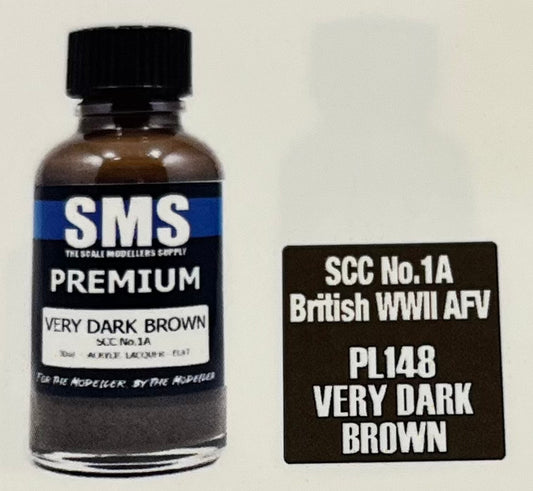 SMS
THE SCALE MODELLERS SUPPLY
PREMIUM
VERY DARK BROWN
SCC No.1A
30ml - ACRYLIC LACQUER - FLAT
FOR THE MODELLER BY THE MODELLER
SCC No.1A
British WWII AFV
PL148
VERY DARK
BROWN